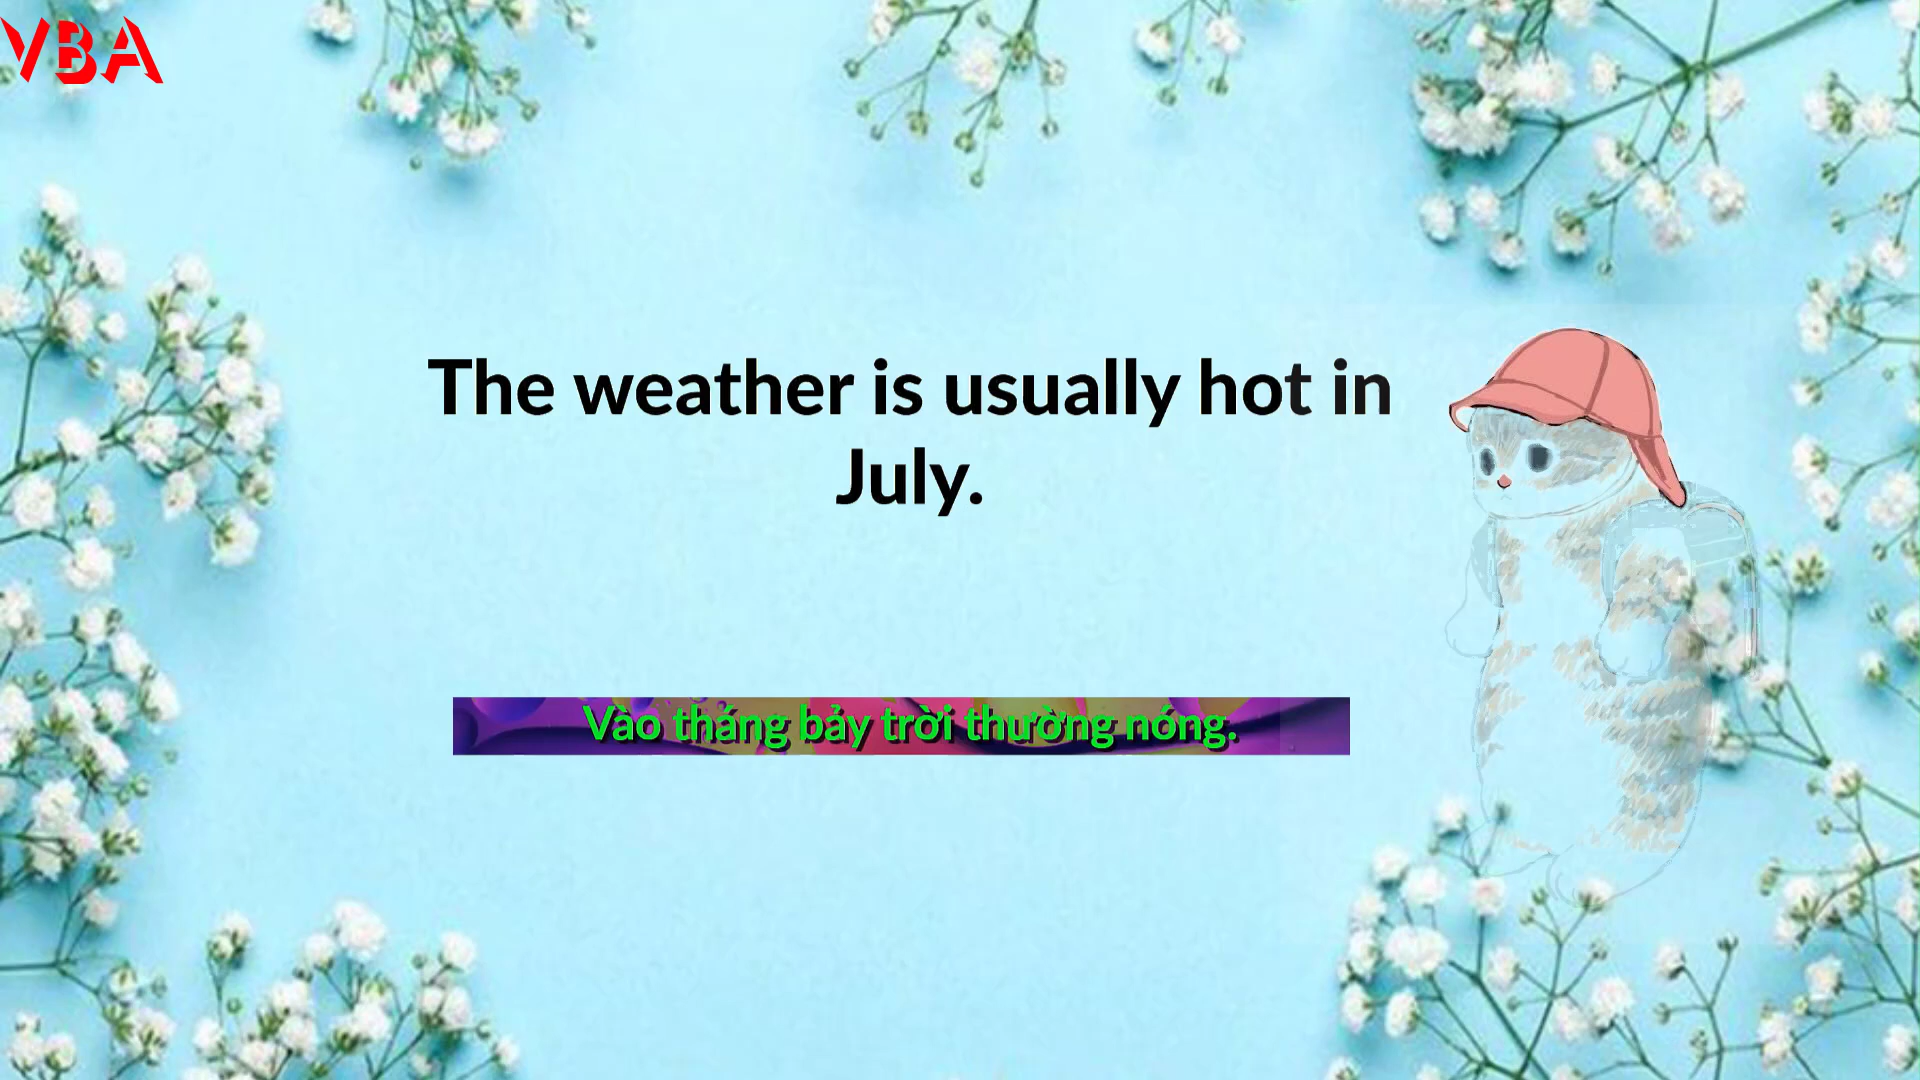 VBA
The weather is usually hot in
July.
Vào tháng bảy trời thường nóng.